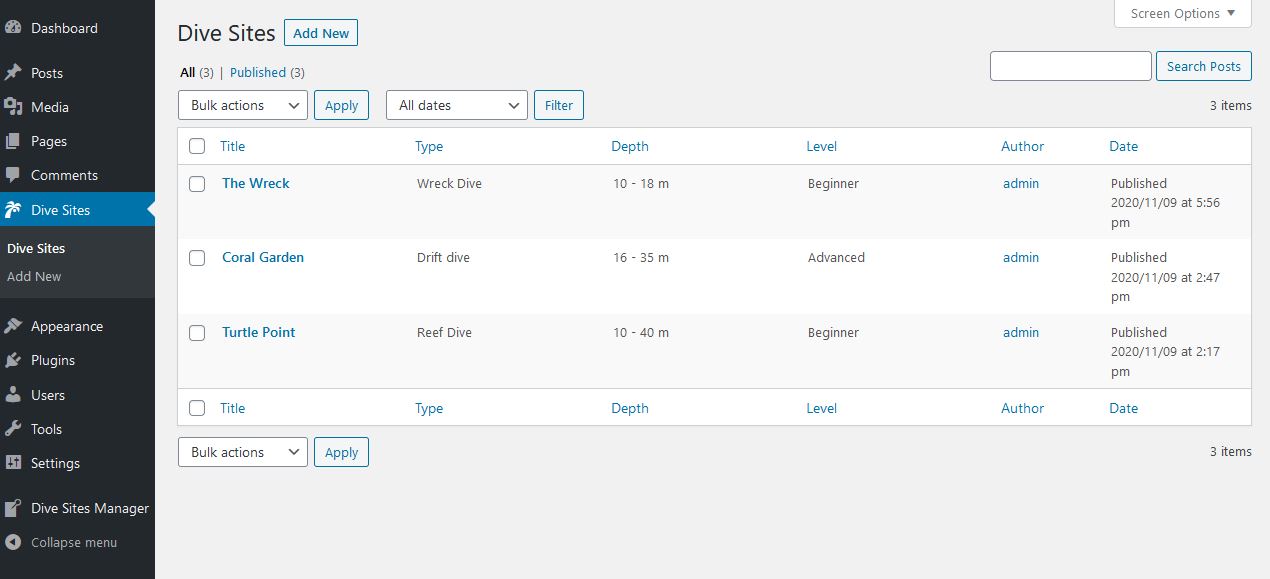 Dashboard
Posts
Media
Pages
Comments
Dive Sites
Dive Sites
Add New
Appearance
Plugins
Users
Tools
Settings
Dive Sites Manager
Collapse menu
Screen Options
Dive Sites Add New
All (3) | Published (3)
Search Posts
Bulk actions Apply All dates Filter 3 items
Title Type Depth Level Author Date
The Wreck Wreck Dive 10 - 18 m Beginner admin Published
2020/11/09 at 5:56
pm
Coral Garden Drift dive 16 - 35 m Advanced admin Published
2020/11/09 at 2:47
pm
Turtle Point Reef Dive 10 - 40 m Beginner admin Published
2020/11/09 at 2:17
pm
Title Type Depth Level Author Date
Bulk actions Apply 3 items